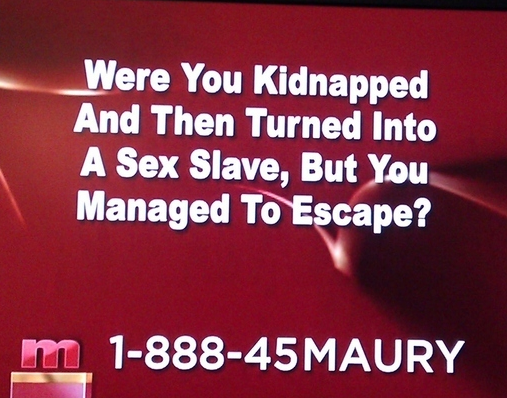 Were You Kidnapped
And Then Turned Into
A Sex Slave, But You
Managed To Escape?
m 1-888-45MAURY